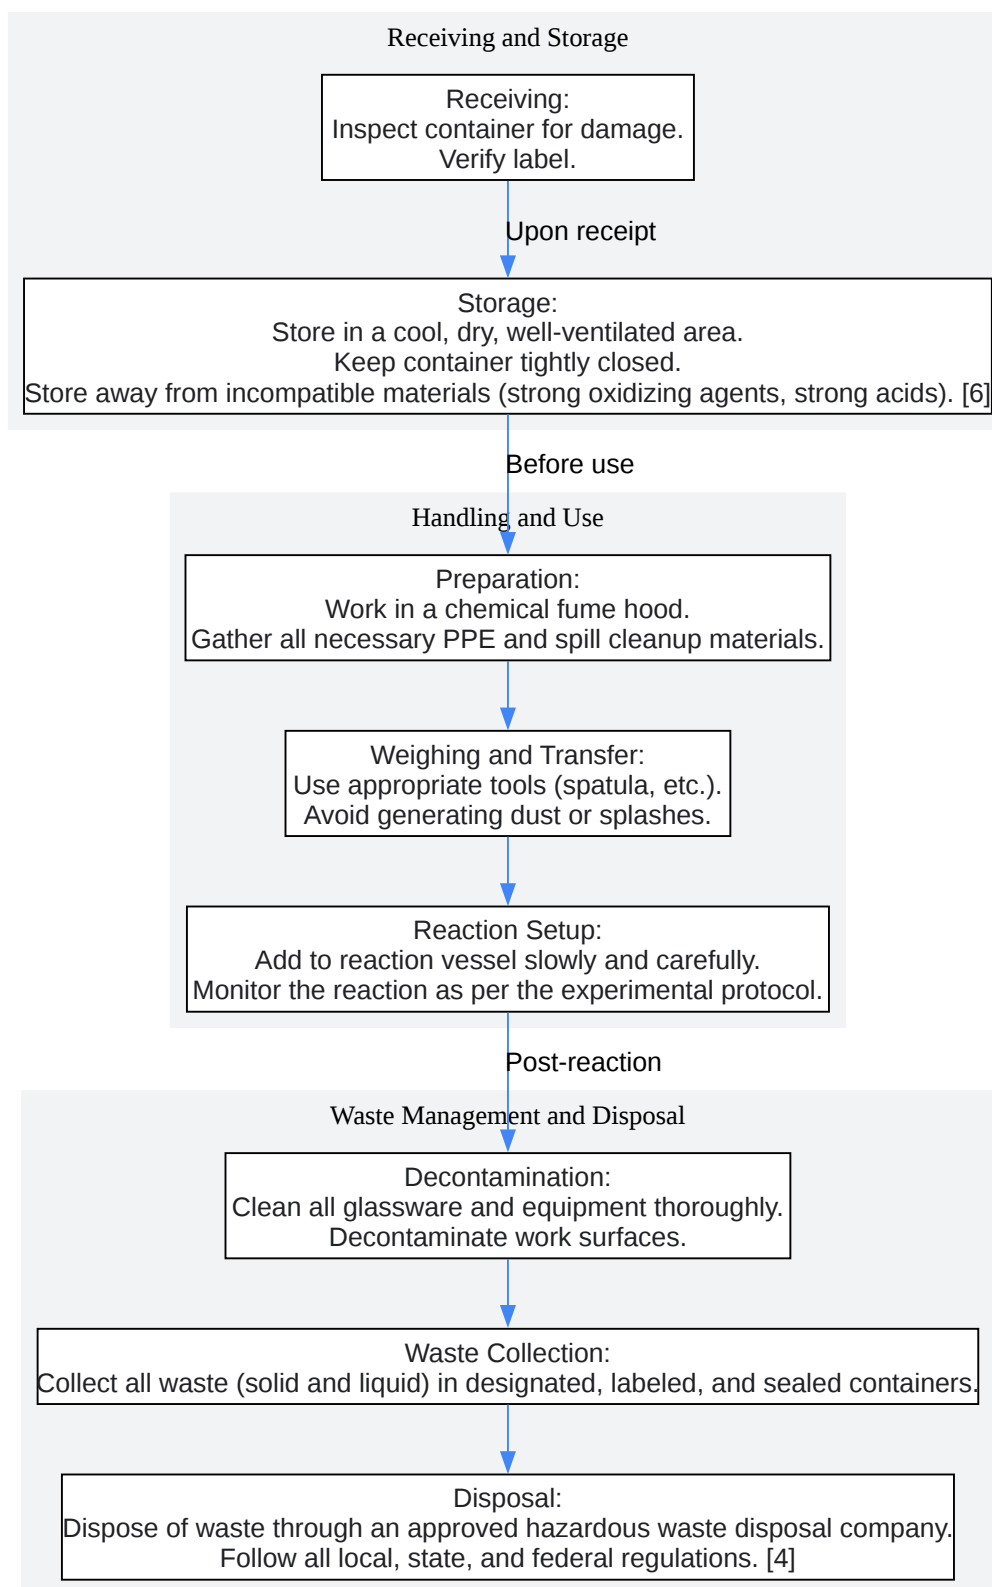 Receiving and Storage
Receiving:
Inspect container for damage.
Verify label.
Upon receipt
Storage:
Store in a cool, dry, well-ventilated area.
Keep container tightly closed.
Store away from incompatible materials (strong oxidizing agents, strong acids). [6]
Before use
Handling and Use
Preparation:
Work in a chemical fume hood.
Gather all necessary PPE and spill cleanup materials.
Weighing and Transfer:
Use appropriate tools (spatula, etc.).
Avoid generating dust or splashes.
Reaction Setup:
Add to reaction vessel slowly and carefully.
Monitor the reaction as per the experimental protocol.
Post-reaction
Waste Management and Disposal
Decontamination:
Clean all glassware and equipment thoroughly.
Decontaminate work surfaces.
Waste Collection:
Collect all waste (solid and liquid) in designated, labeled, and sealed containers.
Disposal:
Dispose of waste through an approved hazardous waste disposal company.
Follow all local, state, and federal regulations. [4]